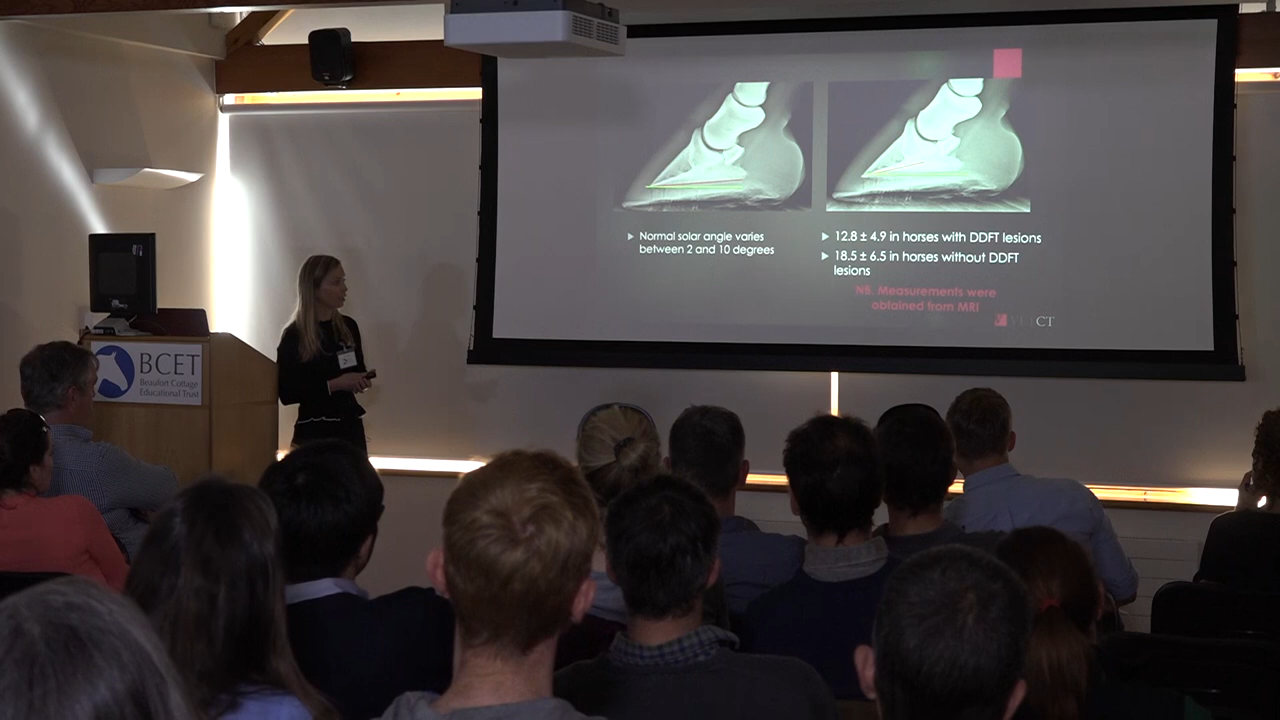 BCET
Beaufort Cottage
Educational Trust
Normal solar angle varies
between 2 and 10 degrees
12.8 ± 4.9 in horses with DDFT lesions
18.5 ± 6.5 in horses without DDFT
lesions
NB. Measurements were
obtained from MRI
VETCT